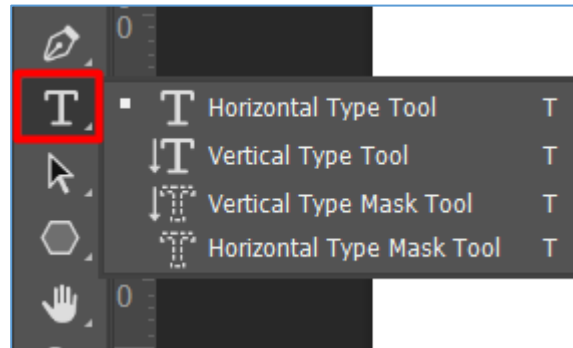 0
T Horizontal Type Tool T
T Vertical Type Tool T
T Vertical Type Mask Tool T
T Horizontal Type Mask Tool T
0